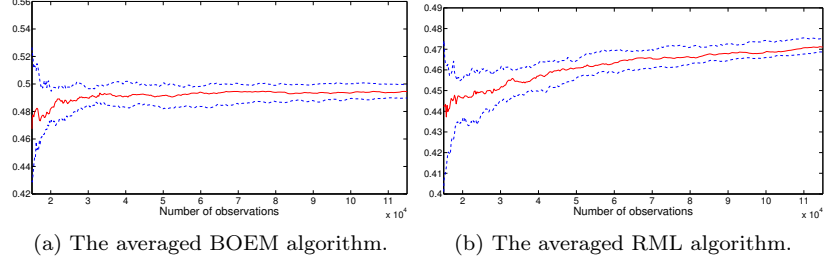 0.56
0.54
0.52
0.5
0.48
0.46
0.44
0.42
2 3 4 5 6 7 8 9 10 11
Number of observations
x 10^4
(a) The averaged BOEM algorithm.
0.49
0.48
0.47
0.46
0.45
0.44
0.43
0.42
0.41
0.4
2 3 4 5 6 7 8 9 10 11
Number of observations
x 10^4
(b) The averaged RML algorithm.